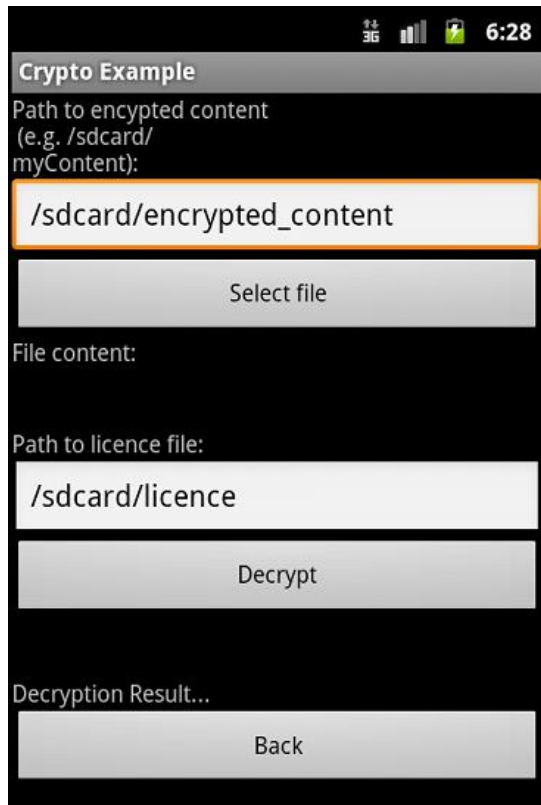 3G 6:28
Crypto Example
Path to encypted content
(e.g. /sdcard/
myContent):
/sdcard/encrypted_content
Select file
File content:
Path to licence file:
/sdcard/licence
Decrypt
Decryption Result...
Back